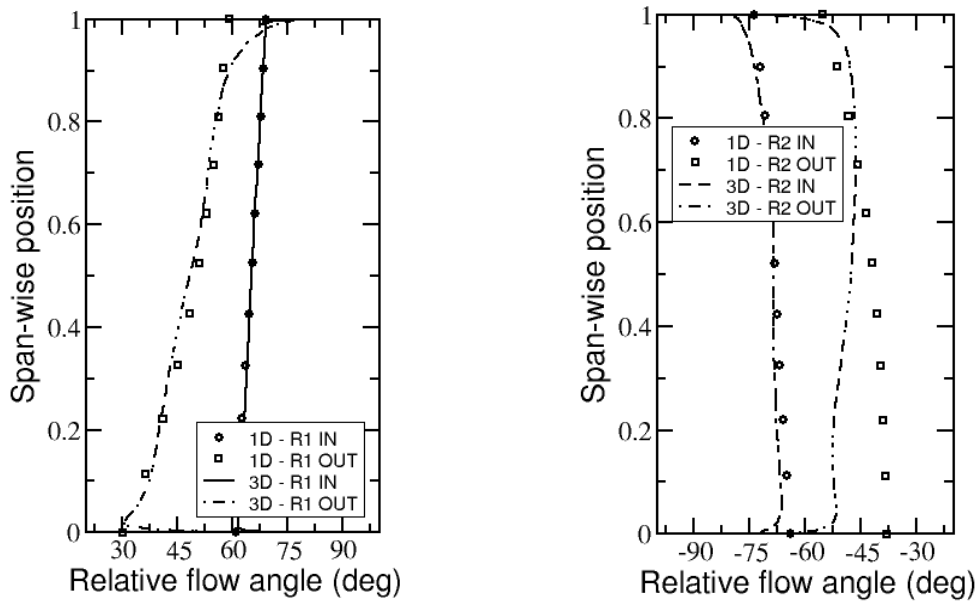 1
0.8
0.6
0.4
0.2
0
Span-wise position
1D - R1 IN
1D - R1 OUT
3D - R1 IN
3D - R1 OUT
30 45 60 75 90
Relative flow angle (deg)
1
0.8
0.6
0.4
0.2
0
Span-wise position
1D - R2 IN
1D - R2 OUT
3D - R2 IN
3D - R2 OUT
-90 -75 -60 -45 -30
Relative flow angle (deg)